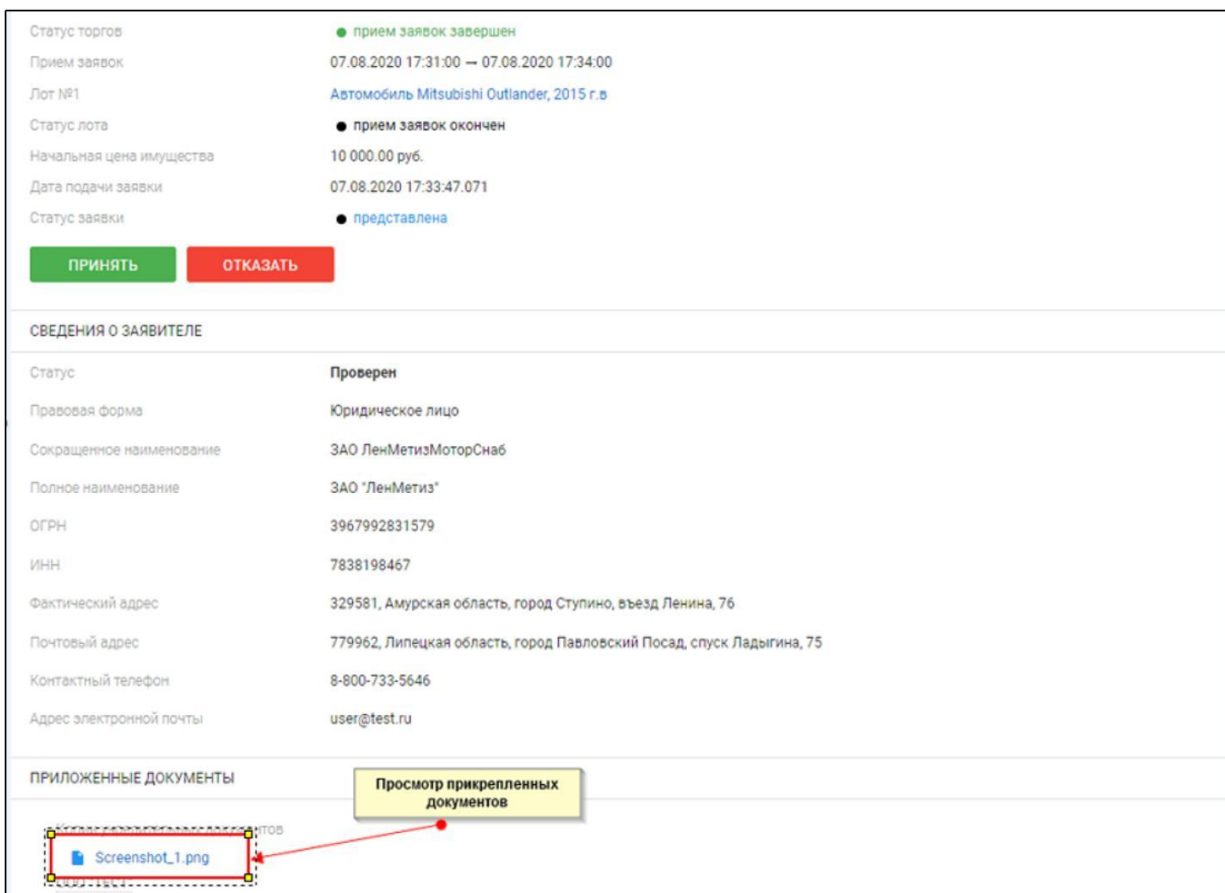 Статус торгов прием заявок завершен
Прием заявок 07.08.2020 17:31:00 — 07.08.2020 17:34:00
Лот №1 Автомобиль Mitsubishi Outlander, 2015 г.в
Статус лота прием заявок окончен
Начальная цена имущества 10 000.00 руб.
Дата подачи заявки 07.08.2020 17:33:47.071
Статус заявки представлена
ПРИНЯТЬ ОТКАЗАТЬ
СВЕДЕНИЯ О ЗАЯВИТЕЛЕ
Статус Проверен
Правовая форма Юридическое лицо
Сокращенное наименование ЗАО ЛенМетизМоторСнаб
Полное наименование ЗАО "ЛенМетиз"
ОГРН 3967992831579
ИНН 7838198467
Фактический адрес 329581, Амурская область, город Ступино, въезд Ленина, 76
Почтовый адрес 779962, Липецкая область, город Павловский Посад, спуск Ладыгина, 75
Контактный телефон 8-800-733-5646
Адрес электронной почты user@test.ru
ПРИЛОЖЕННЫЕ ДОКУМЕНТЫ
Просмотр прикрепленных
документов
Копии учредительных документов
Screenshot_1.png
ООО "ТЕСТ"